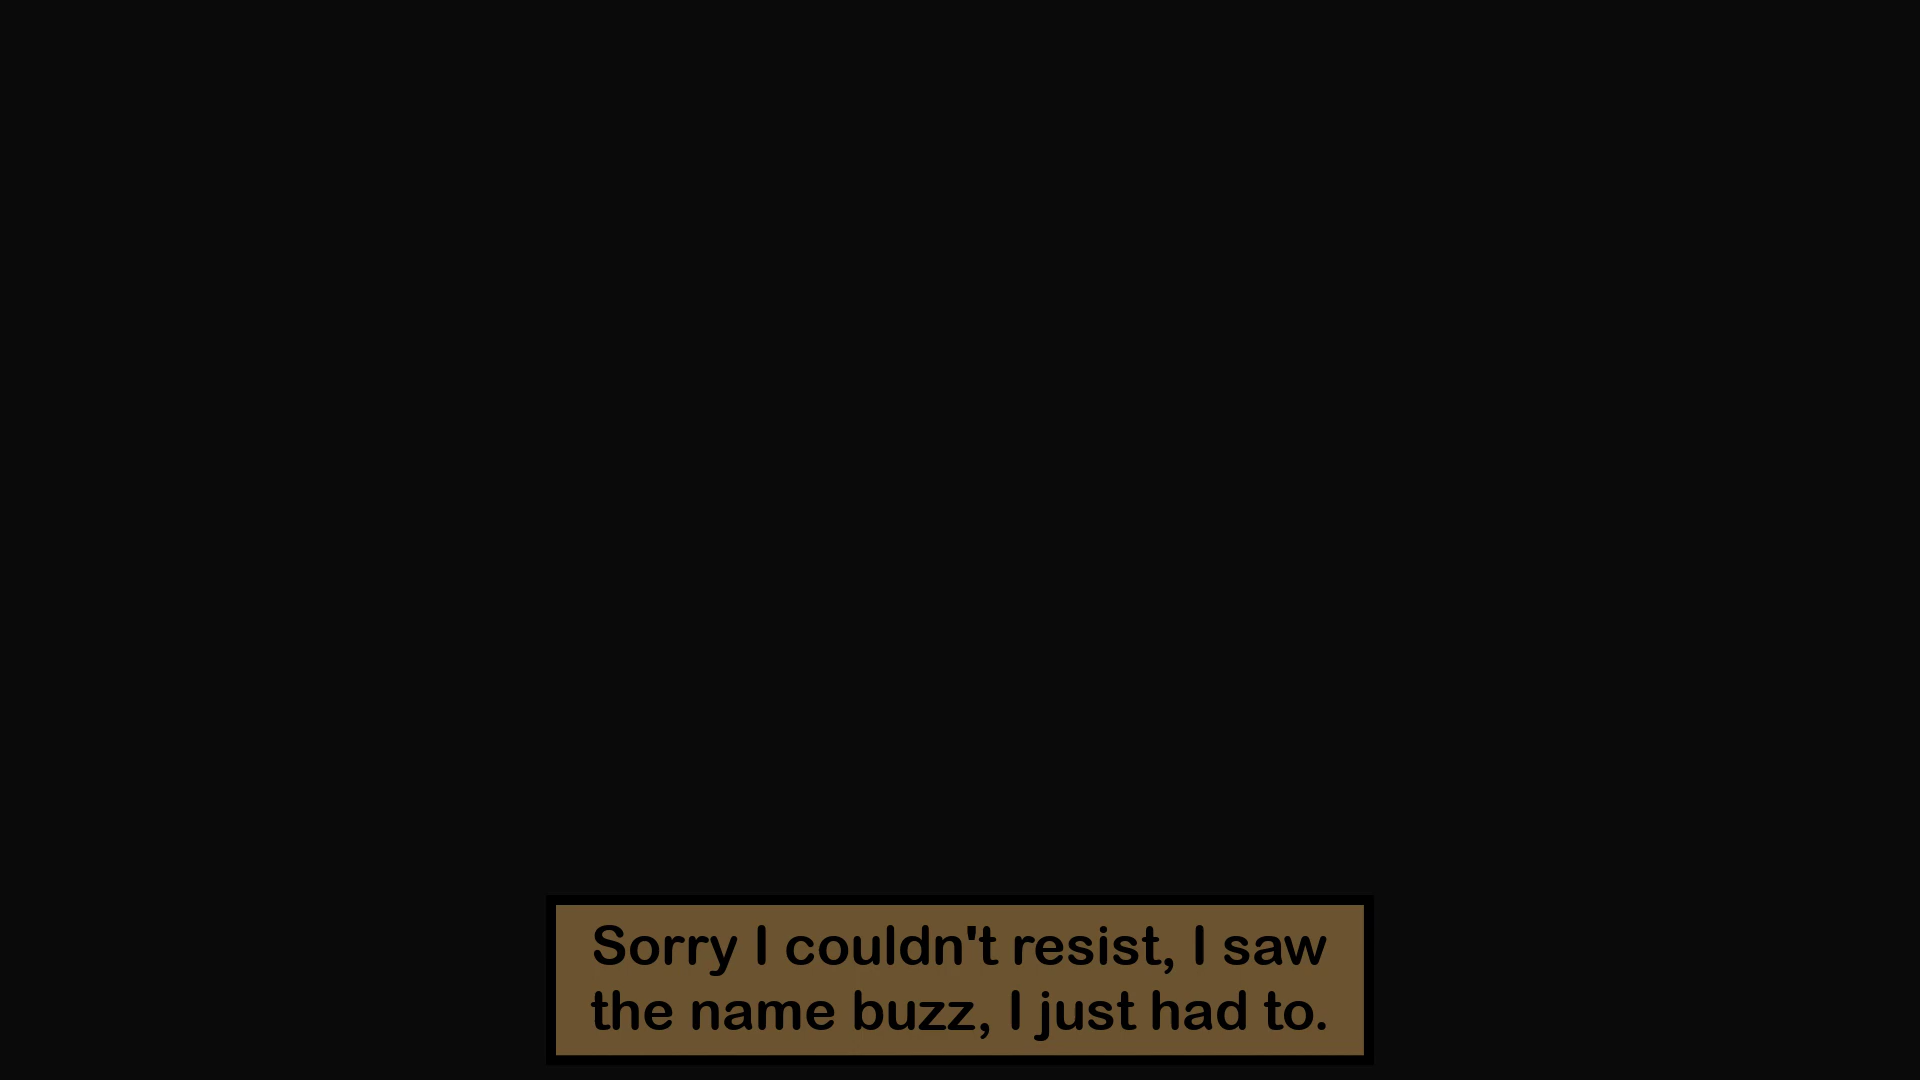 Sorry I couldn't resist, I saw
the name buzz, I just had to.